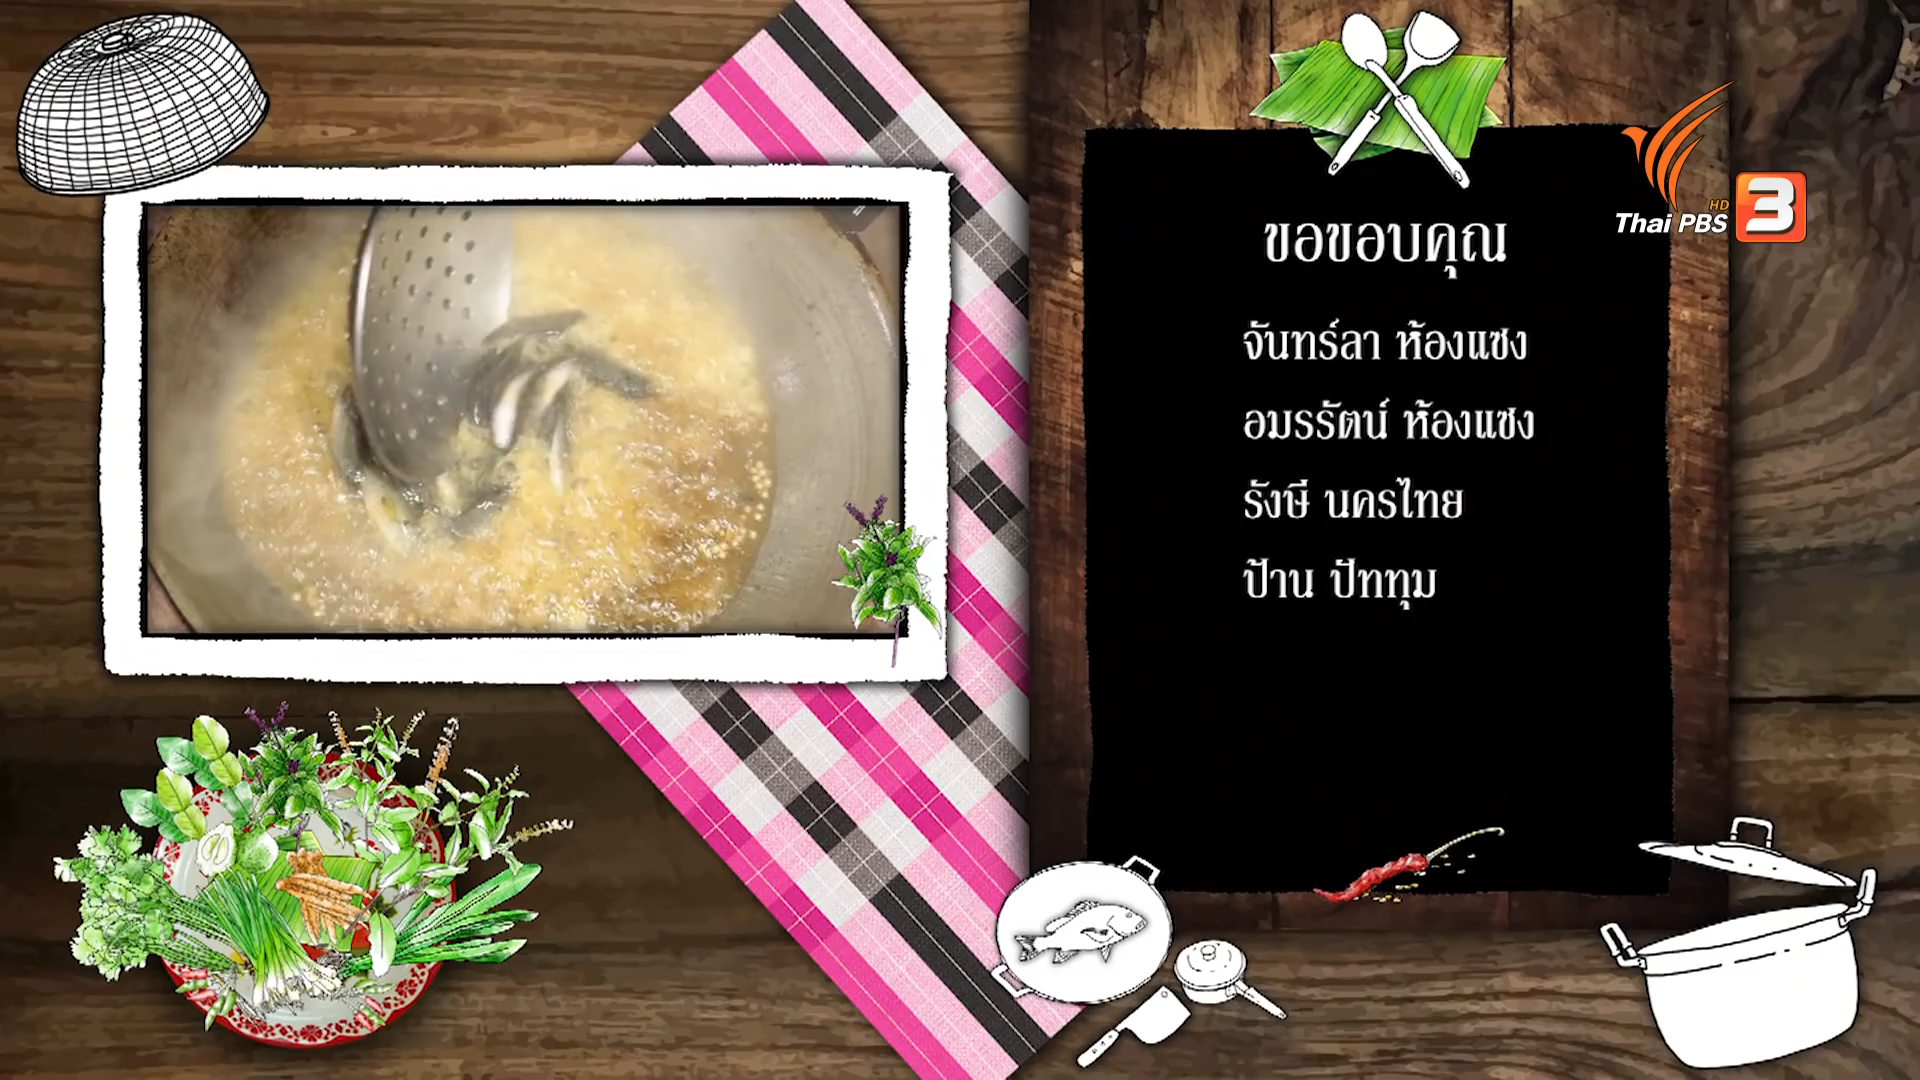 ขอขอบคุณ
จันทร์ลา ห้องแซง
อมรรัตน์ ห้องแซง
รังษี นครไทย
ป้าน ปัททุม
HD
Thai PBS 3